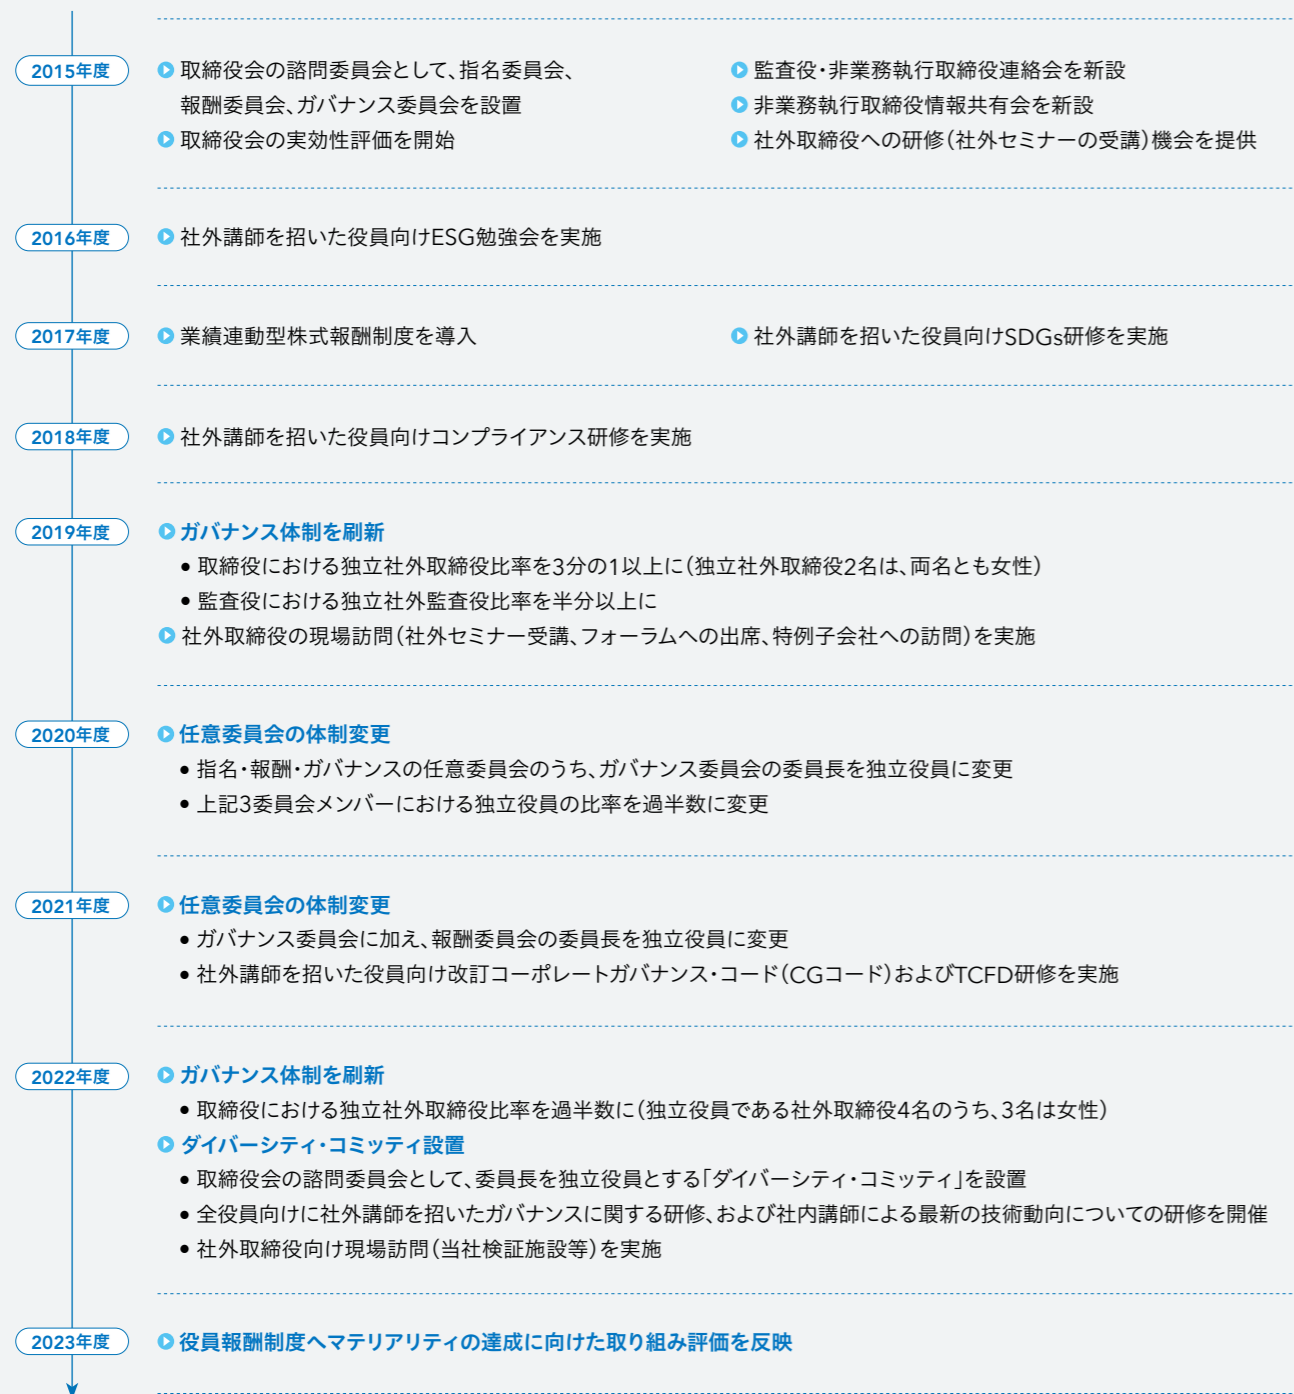 2015年度
取締役会の諮問委員会として、指名委員会、
報酬委員会、ガバナンス委員会を設置
取締役会の実効性評価を開始
監査役・非業務執行取締役連絡会を新設
非業務執行取締役情報共有会を新設
社外取締役への研修（社外セミナーの受講）機会を提供
2016年度
社外講師を招いた役員向けESG勉強会を実施
2017年度
業績連動型株式報酬制度を導入
社外講師を招いた役員向けSDGs研修を実施
2018年度
社外講師を招いた役員向けコンプライアンス研修を実施
2019年度
ガバナンス体制を刷新
• 取締役における独立社外取締役比率を3分の1以上に（独立社外取締役2名は、両名とも女性）
• 監査役における独立社外監査役比率を半分以上に
社外取締役の現場訪問（社外セミナー受講、フォーラムへの出席、特例子会社への訪問）を実施
2020年度
任意委員会の体制変更
• 指名・報酬・ガバナンスの任意委員会のうち、ガバナンス委員会の委員長を独立役員に変更
• 上記3委員会メンバーにおける独立役員の比率を過半数に変更
2021年度
任意委員会の体制変更
• ガバナンス委員会に加え、報酬委員会の委員長を独立役員に変更
• 社外講師を招いた役員向け改訂コーポレートガバナンス・コード（CGコード）およびTCFD研修を実施
2022年度
ガバナンス体制を刷新
• 取締役における独立社外取締役比率を過半数に（独立役員である社外取締役4名のうち、3名は女性）
ダイバーシティ・コミッティ設置
• 取締役会の諮問委員会として、委員長を独立役員とする「ダイバーシティ・コミッティ」を設置
• 全役員向けに社外講師を招いたガバナンスに関する研修、および社内講師による最新の技術動向についての研修を開催
• 社外取締役向け現場訪問（当社検証施設等）を実施
2023年度
役員報酬制度へマテリアリティの達成に向けた取り組み評価を反映